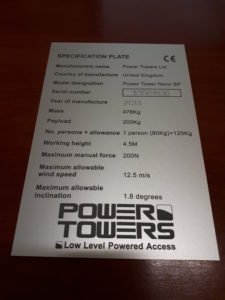 SPECIFICATION PLATE CE
Manufacturers name Power Towers Ltd
Country of manufacture United Kingdom
Model designation Power Tower Nano SP
Serial number
Year of manufacture 2013
Mass 478Kg
Payload 200Kg
No. persons + allowance 1 person (80Kg)+120Kg
Working height 4.5M
Maximum manual force 200N
Maximum allowable wind speed 12.5 m/s
Maximum allowable inclination 1.8 degrees
POWER
TOWERS
Low Level Powered Access